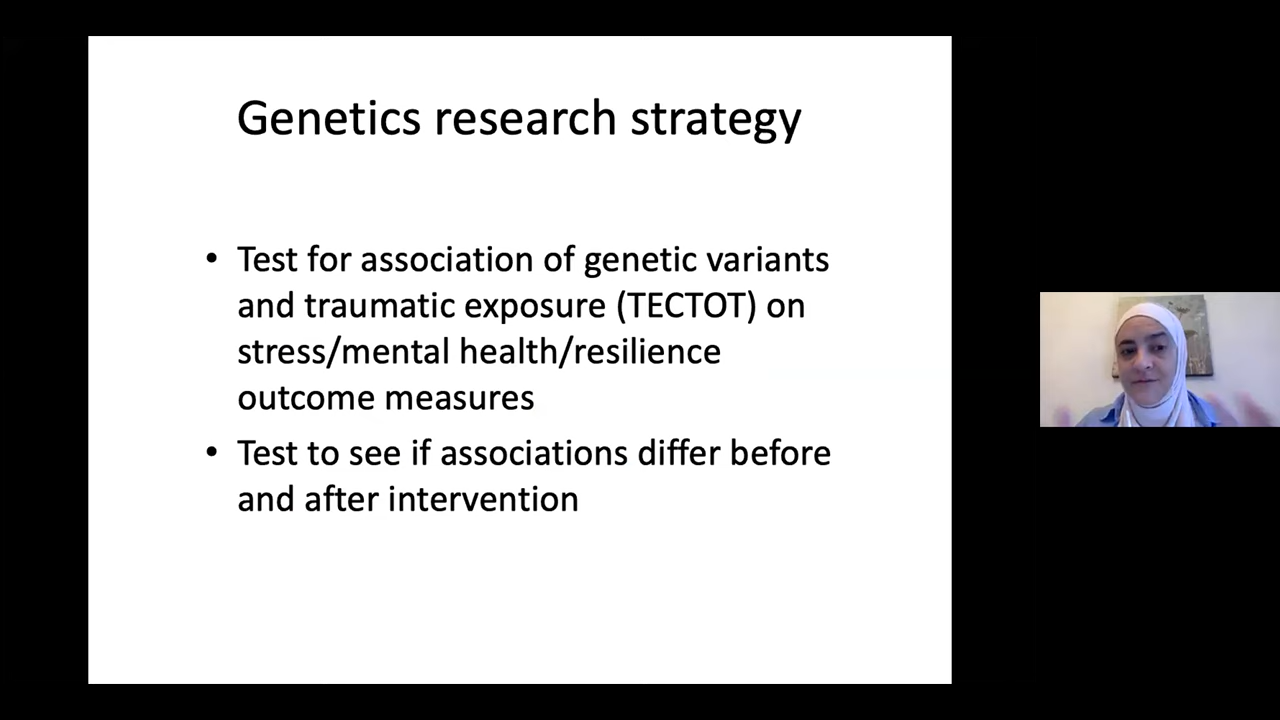 Genetics research strategy
• Test for association of genetic variants
and traumatic exposure (TECTOT) on
stress/mental health/resilience
outcome measures
• Test to see if associations differ before
and after intervention